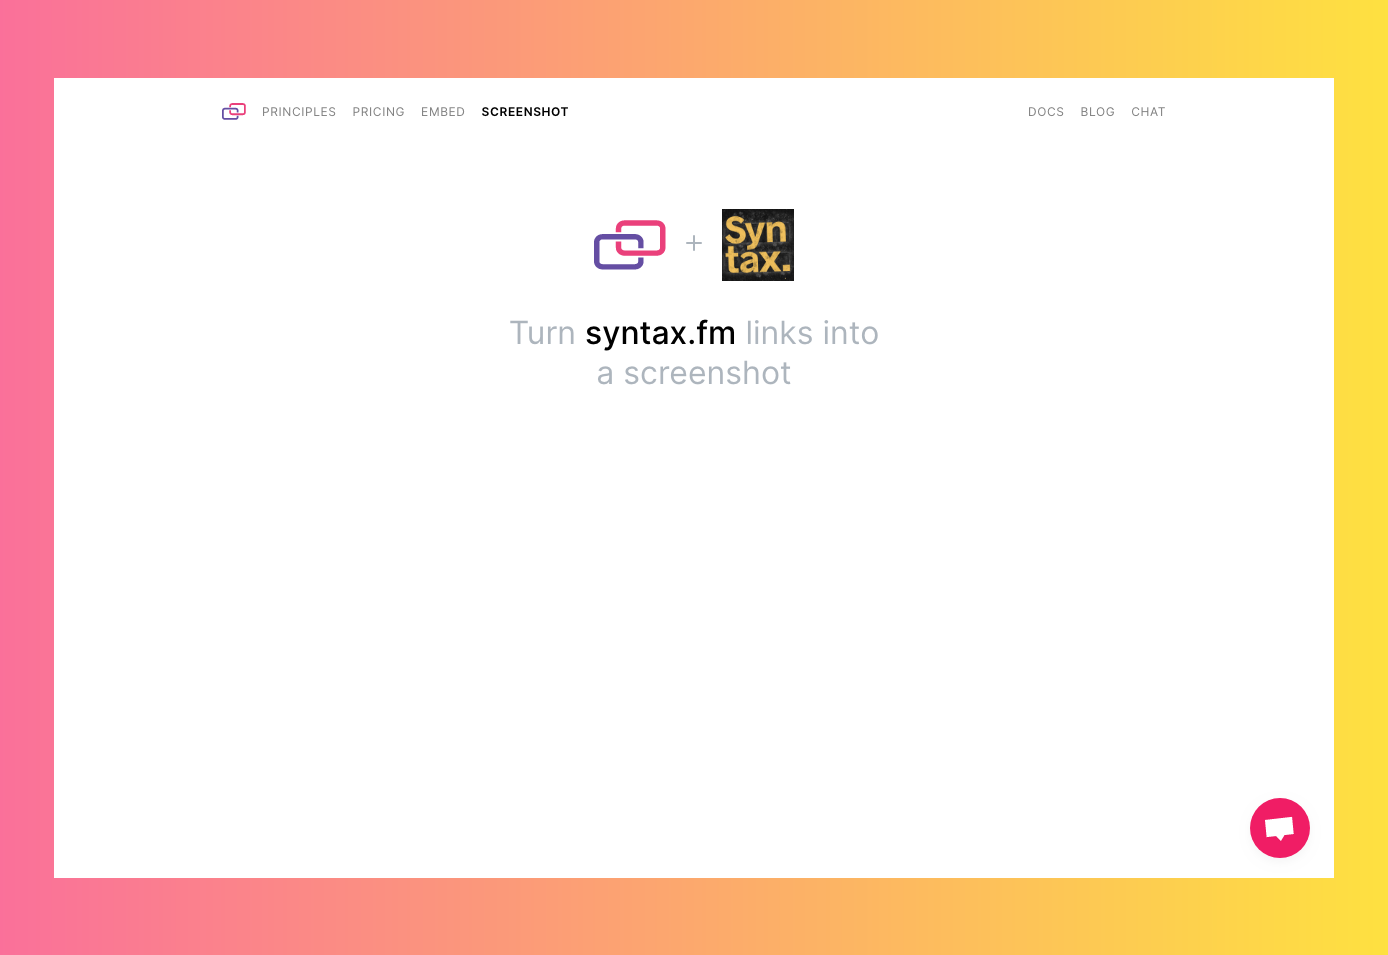 PRINCIPLES PRICING EMBED SCREENSHOT DOCS BLOG CHAT
Syn
tax.
Turn syntax.fm links into
a screenshot